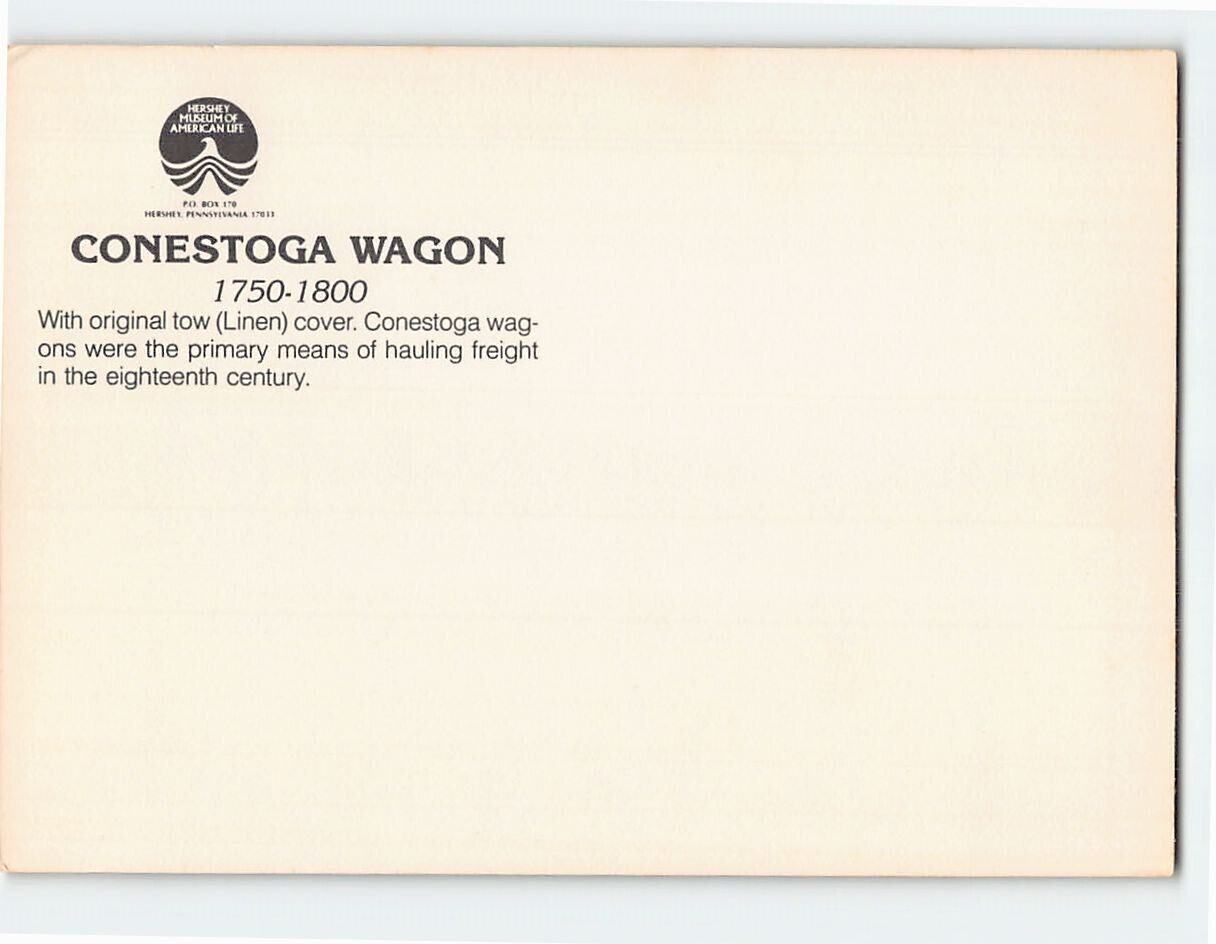 HERSHEY
MUSEUM OF
AMERICAN LIFE
P.O. BOX 170
HERSHEY, PENNSYLVANIA 17033
CONESTOGA WAGON
1750-1800
With original tow (Linen) cover. Conestoga wag-
ons were the primary means of hauling freight
in the eighteenth century.